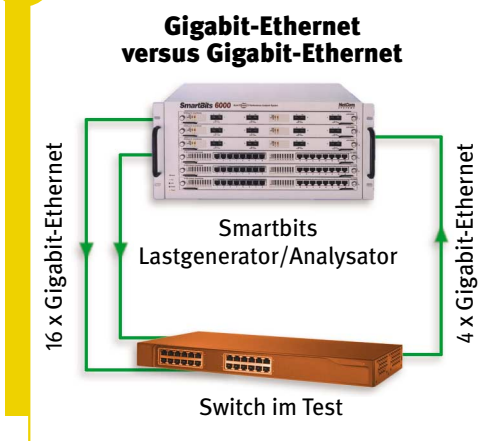 Gigabit-Ethernet
versus Gigabit-Ethernet
SmartBits 6000
NetCom
16 x Gigabit-Ethernet
Smartbits
Lastgenerator/Analysator
4 x Gigabit-Ethernet
Switch im Test